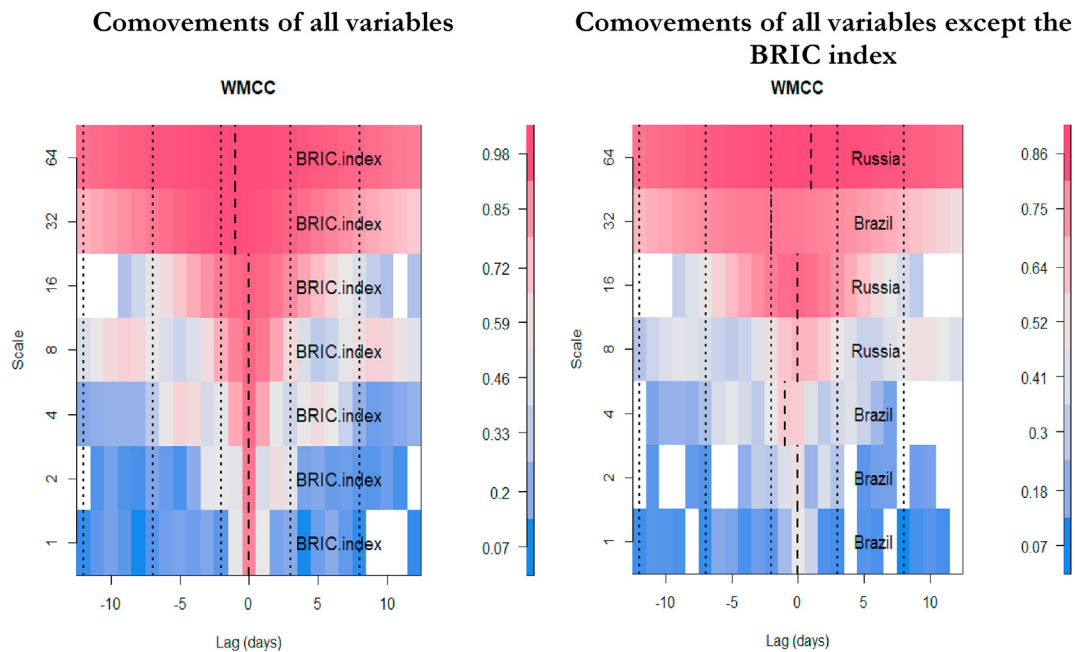 Comovements of all variables
WMCC
64
32
16
8
4
2
1
Scale
BRIC.index
BRIC.index
BRIC.index
BRIC.index
BRIC.index
BRIC.index
BRIC.index
-10
-5
0
5
10
Lag (days)
0.98
0.85
0.72
0.59
0.46
0.33
0.2
0.07
Comovements of all variables except the
BRIC index
WMCC
64
32
16
8
4
2
1
Scale
Russia
Brazil
Russia
Russia
Brazil
Brazil
Brazil
-10
-5
0
5
10
Lag (days)
0.86
0.75
0.64
0.52
0.41
0.3
0.18
0.07